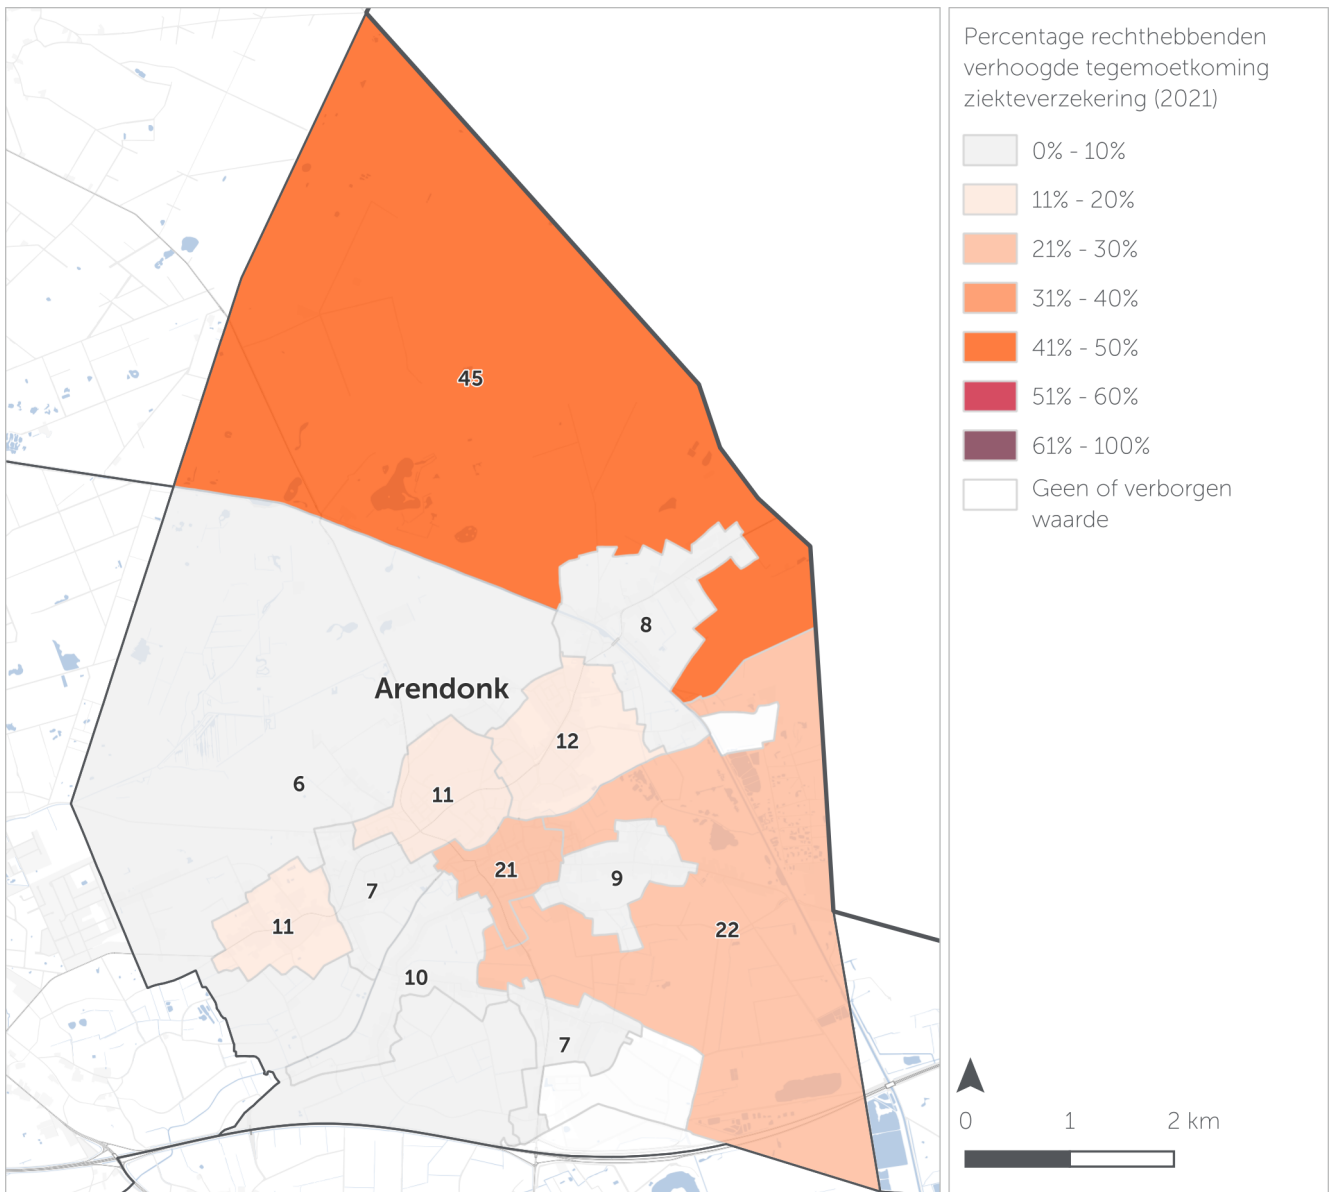 45
8
Arendonk
12
6
11
21
9
7
11
22
10
7
Percentage rechthebbenden
verhoogde tegemoetkoming
ziekteverzekering (2021)
0% - 10%
11% - 20%
21% - 30%
31% - 40%
41% - 50%
51% - 60%
61% - 100%
Geen of verborgen
waarde
0 1 2 km